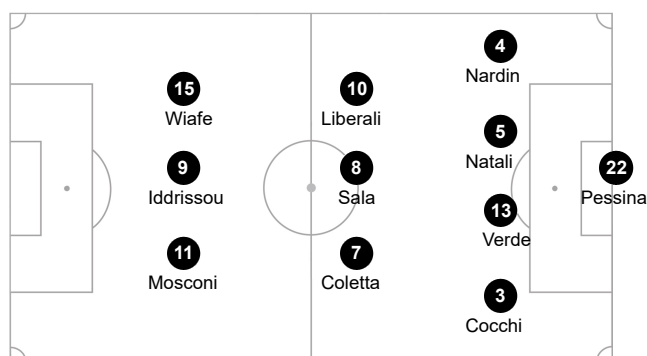 4
Nardin
15
Wiafe
10
Liberali
5
Natali
9
Iddrissou
8
Sala
22
Pessina
13
Verde
11
Mosconi
7
Coletta
3
Cocchi